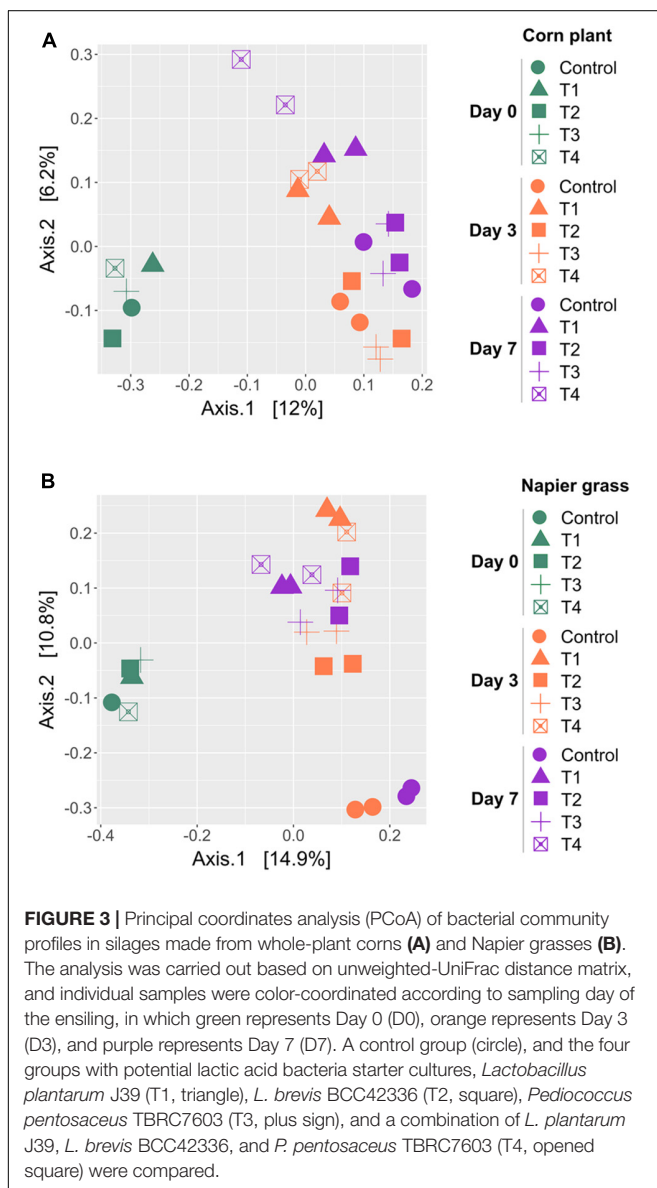 A
Corn plant
0.3
0.2
0.1
0.0
-0.1
Axis.2 [6.2%]
-0.3
-0.2
-0.1
0.0
0.1
0.2
Axis.1 [12%]
Day 0
Control
T1
T2
T3
T4
Day 3
Control
T1
T2
T3
T4
Day 7
Control
T1
T2
T3
T4
B
Napier grass
0.2
0.1
0.0
-0.1
-0.2
-0.3
Axis.2 [10.8%]
-0.4
-0.2
0.0
0.2
Axis.1 [14.9%]
Day 0
Control
T1
T2
T3
T4
Day 3
Control
T1
T2
T3
T4
Day 7
Control
T1
T2
T3
T4
FIGURE 3 | Principal coordinates analysis (PCoA) of bacterial community
profiles in silages made from whole-plant corns (A) and Napier grasses (B).
The analysis was carried out based on unweighted-UniFrac distance matrix,
and individual samples were color-coordinated according to sampling day of
the ensiling, in which green represents Day 0 (D0), orange represents Day 3
(D3), and purple represents Day 7 (D7). A control group (circle), and the four
groups with potential lactic acid bacteria starter cultures, Lactobacillus
plantarum J39 (T1, triangle), L. brevis BCC42336 (T2, square), Pediococcus
pentosaceus TBRC7603 (T3, plus sign), and a combination of L. plantarum
J39, L. brevis BCC42336, and P. pentosaceus TBRC7603 (T4, opened
square) were compared.